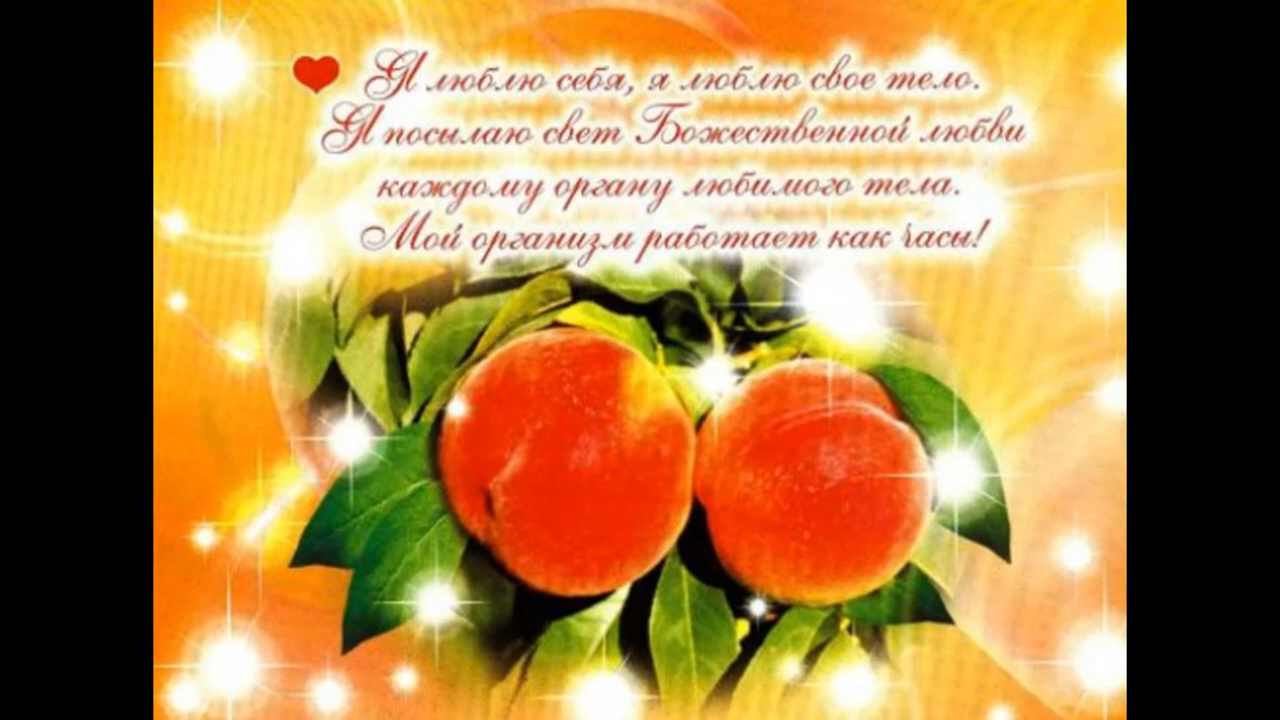 Я люблю себя, я люблю свое тело.
Я посылаю свет Божественной любви
каждому органу любимого тела.
Мой организм работает как часы!